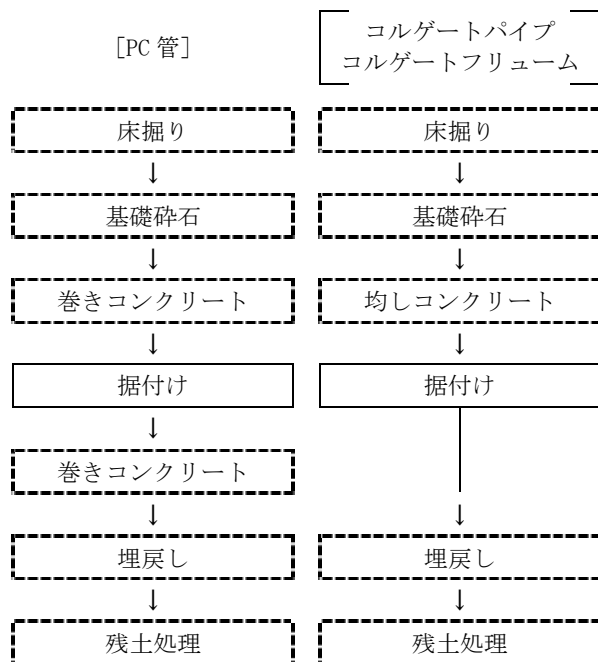 [PC 管]
床掘り
↓
基礎砕石
↓
巻きコンクリート
↓
据付け
↓
巻きコンクリート
↓
埋戻し
↓
残土処理
コルゲートパイプ
コルゲートフリューム
床掘り
↓
基礎砕石
↓
均しコンクリート
↓
据付け
↓
埋戻し
↓
残土処理